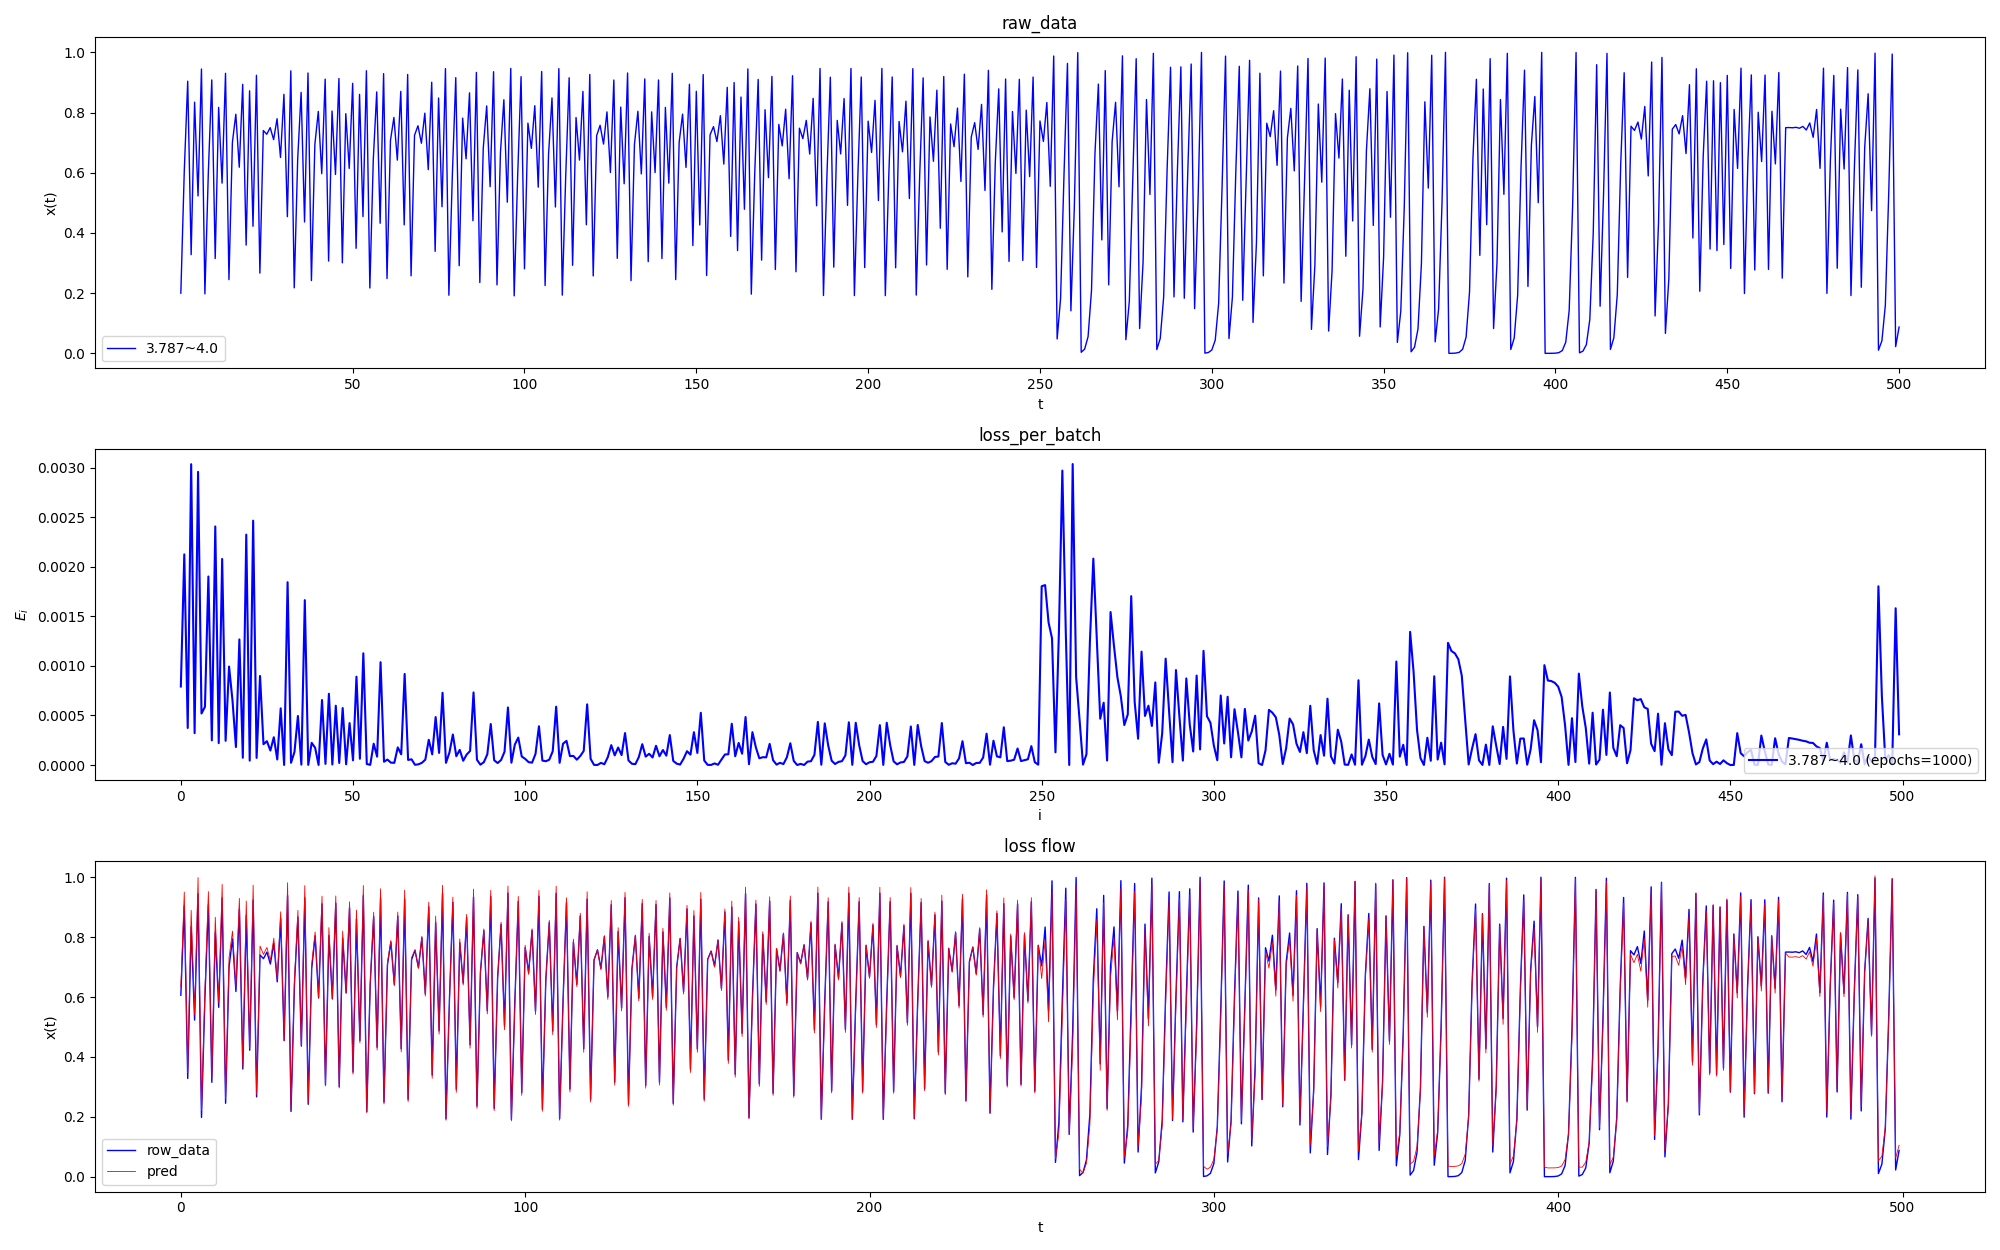 raw_data
1.0
0.8
0.6
0.4
0.2
0.0
x(t)
3.787~4.0
50 100 150 200 250 300 350 400 450 500
t
loss_per_batch
0.0030
0.0025
0.0020
0.0015
0.0010
0.0005
0.0000
E_i
3.787~4.0 (epochs=1000)
0 50 100 150 200 250 300 350 400 450 500
i
loss flow
1.0
0.8
0.6
0.4
0.2
0.0
x(t)
row_data
pred
0 100 200 300 400 500
t